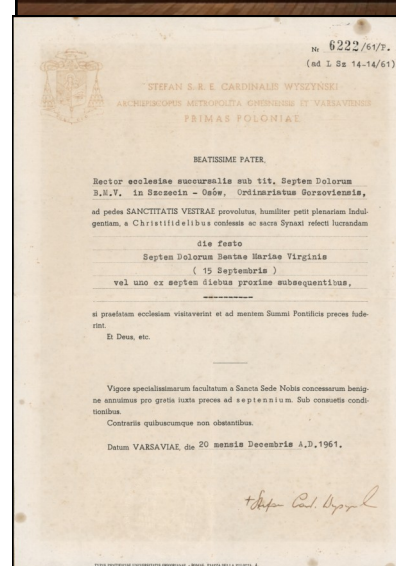 Nr 6222/61/P.
(ad L Sz 14-14/61)
STEFAN S. R. E. CARDINALIS WYSZYŃSKI
ARCHIEPISCOPUS METROPOLITA GNESNENSIS ET VARSAVIENSIS
PRIMAS POLONIAE
BEATISSIME PATER,
Rector ecclesiae succursalis sub tit. Septem Dolorum
B.M.V. in Szczecin - Osów, Ordinariatus Gorzoviensis,
ad pedes SANCTITATIS VESTRAE provolutus, humiliter petit plenariam Indul-
gentiam, a Christifidelibus confessis ac sacra Synaxi refecti lucrandam
die festo
Septem Dolorum Beatae Mariae Virginis
( 15 Septembris )
vel uno ex septem diebus proxime subsequentibus,
----------
si praefatam ecclesiam visitaverint et ad mentem Summi Pontificis preces fude-
rint.
Et Deus, etc.
Vigore specialissimarum facultatum a Sancta Sede Nobis concessarum benig-
ne annuimus pro gratia iuxta preces ad septennium. Sub consuetis condi-
tionibus.
Contrariis quibuscumque non obstantibus.
Datum VARSAVIAE, die 20 mensis Decembris A.D.1961.
+ Stefan Card. Wyszyński